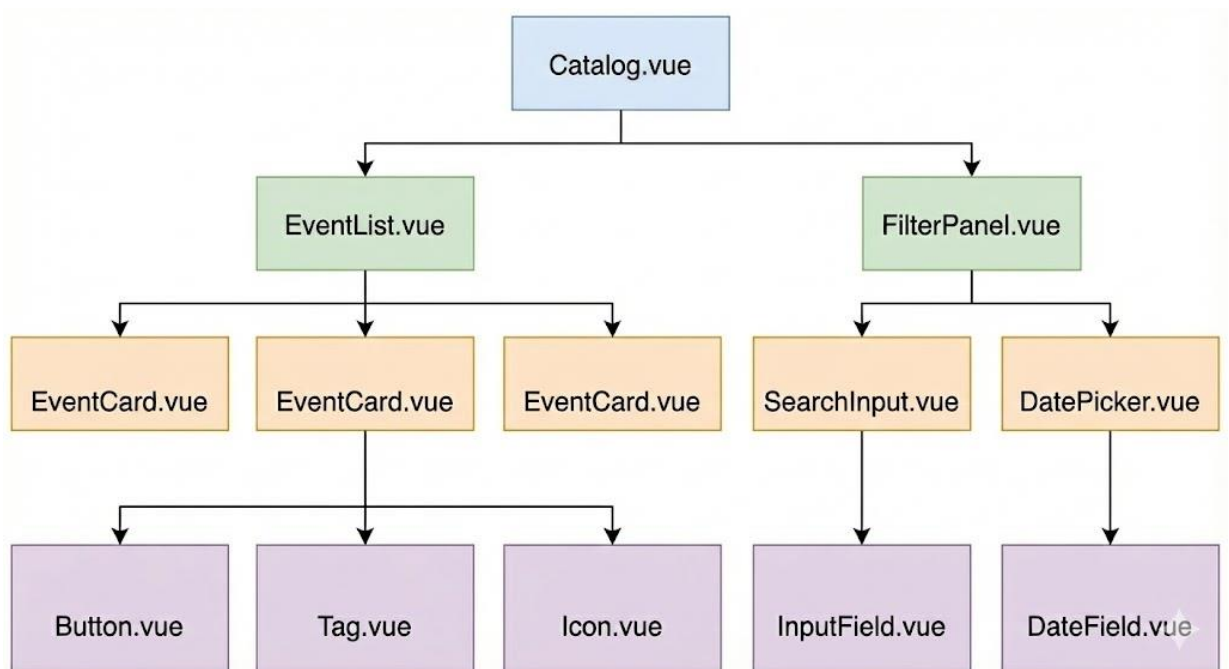 Catalog.vue
EventList.vue
FilterPanel.vue
EventCard.vue
EventCard.vue
EventCard.vue
SearchInput.vue
DatePicker.vue
Button.vue
Tag.vue
Icon.vue
InputField.vue
DateField.vue